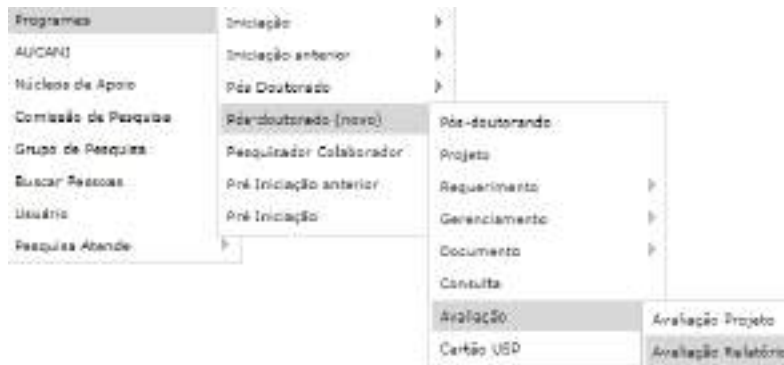 Programas
AUCANI
Núcleos de Apoio
Comissão de Pesquisa
Grupo de Pesquisa
Buscar Pessoas
Usuário
Pesquisa Atende
Iniciação
Iniciação anterior
Pós Doutorado
Pós-doutorado (novo)
Pesquisador Colaborador
Pré Iniciação anterior
Pré Iniciação
Pós-doutorando
Projeto
Requerimento
Gerenciamento
Documento
Consulta
Avaliação
Cartão USP
Avaliação Projeto
Avaliação Relatório